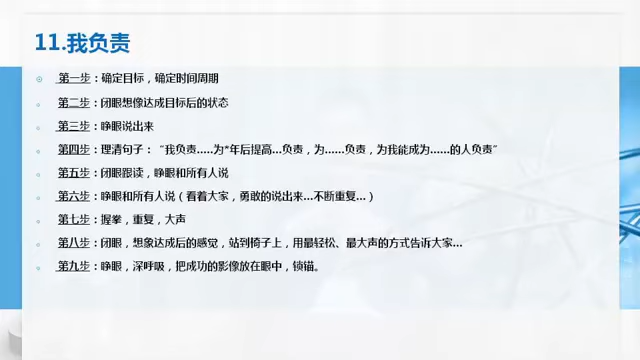 11.我负责
第一步：确定目标，确定时间周期
第二步：闭眼想像达成目标后的状态
第三步：睁眼说出来
第四步：理清句子：“我负责.....为*年后提高...负责，为......负责，为我能成为......的人负责”
第五步：闭眼跟读，睁眼和所有人说
第六步：睁眼和所有人说（看着大家，勇敢的说出来...不断重复...）
第七步：握拳，重复，大声
第八步：闭眼，想象达成后的感觉，站到椅子上，用最轻松、最大声的方式告诉大家...
第九步：睁眼，深呼吸，把成功的影像放在眼中，锁锚。